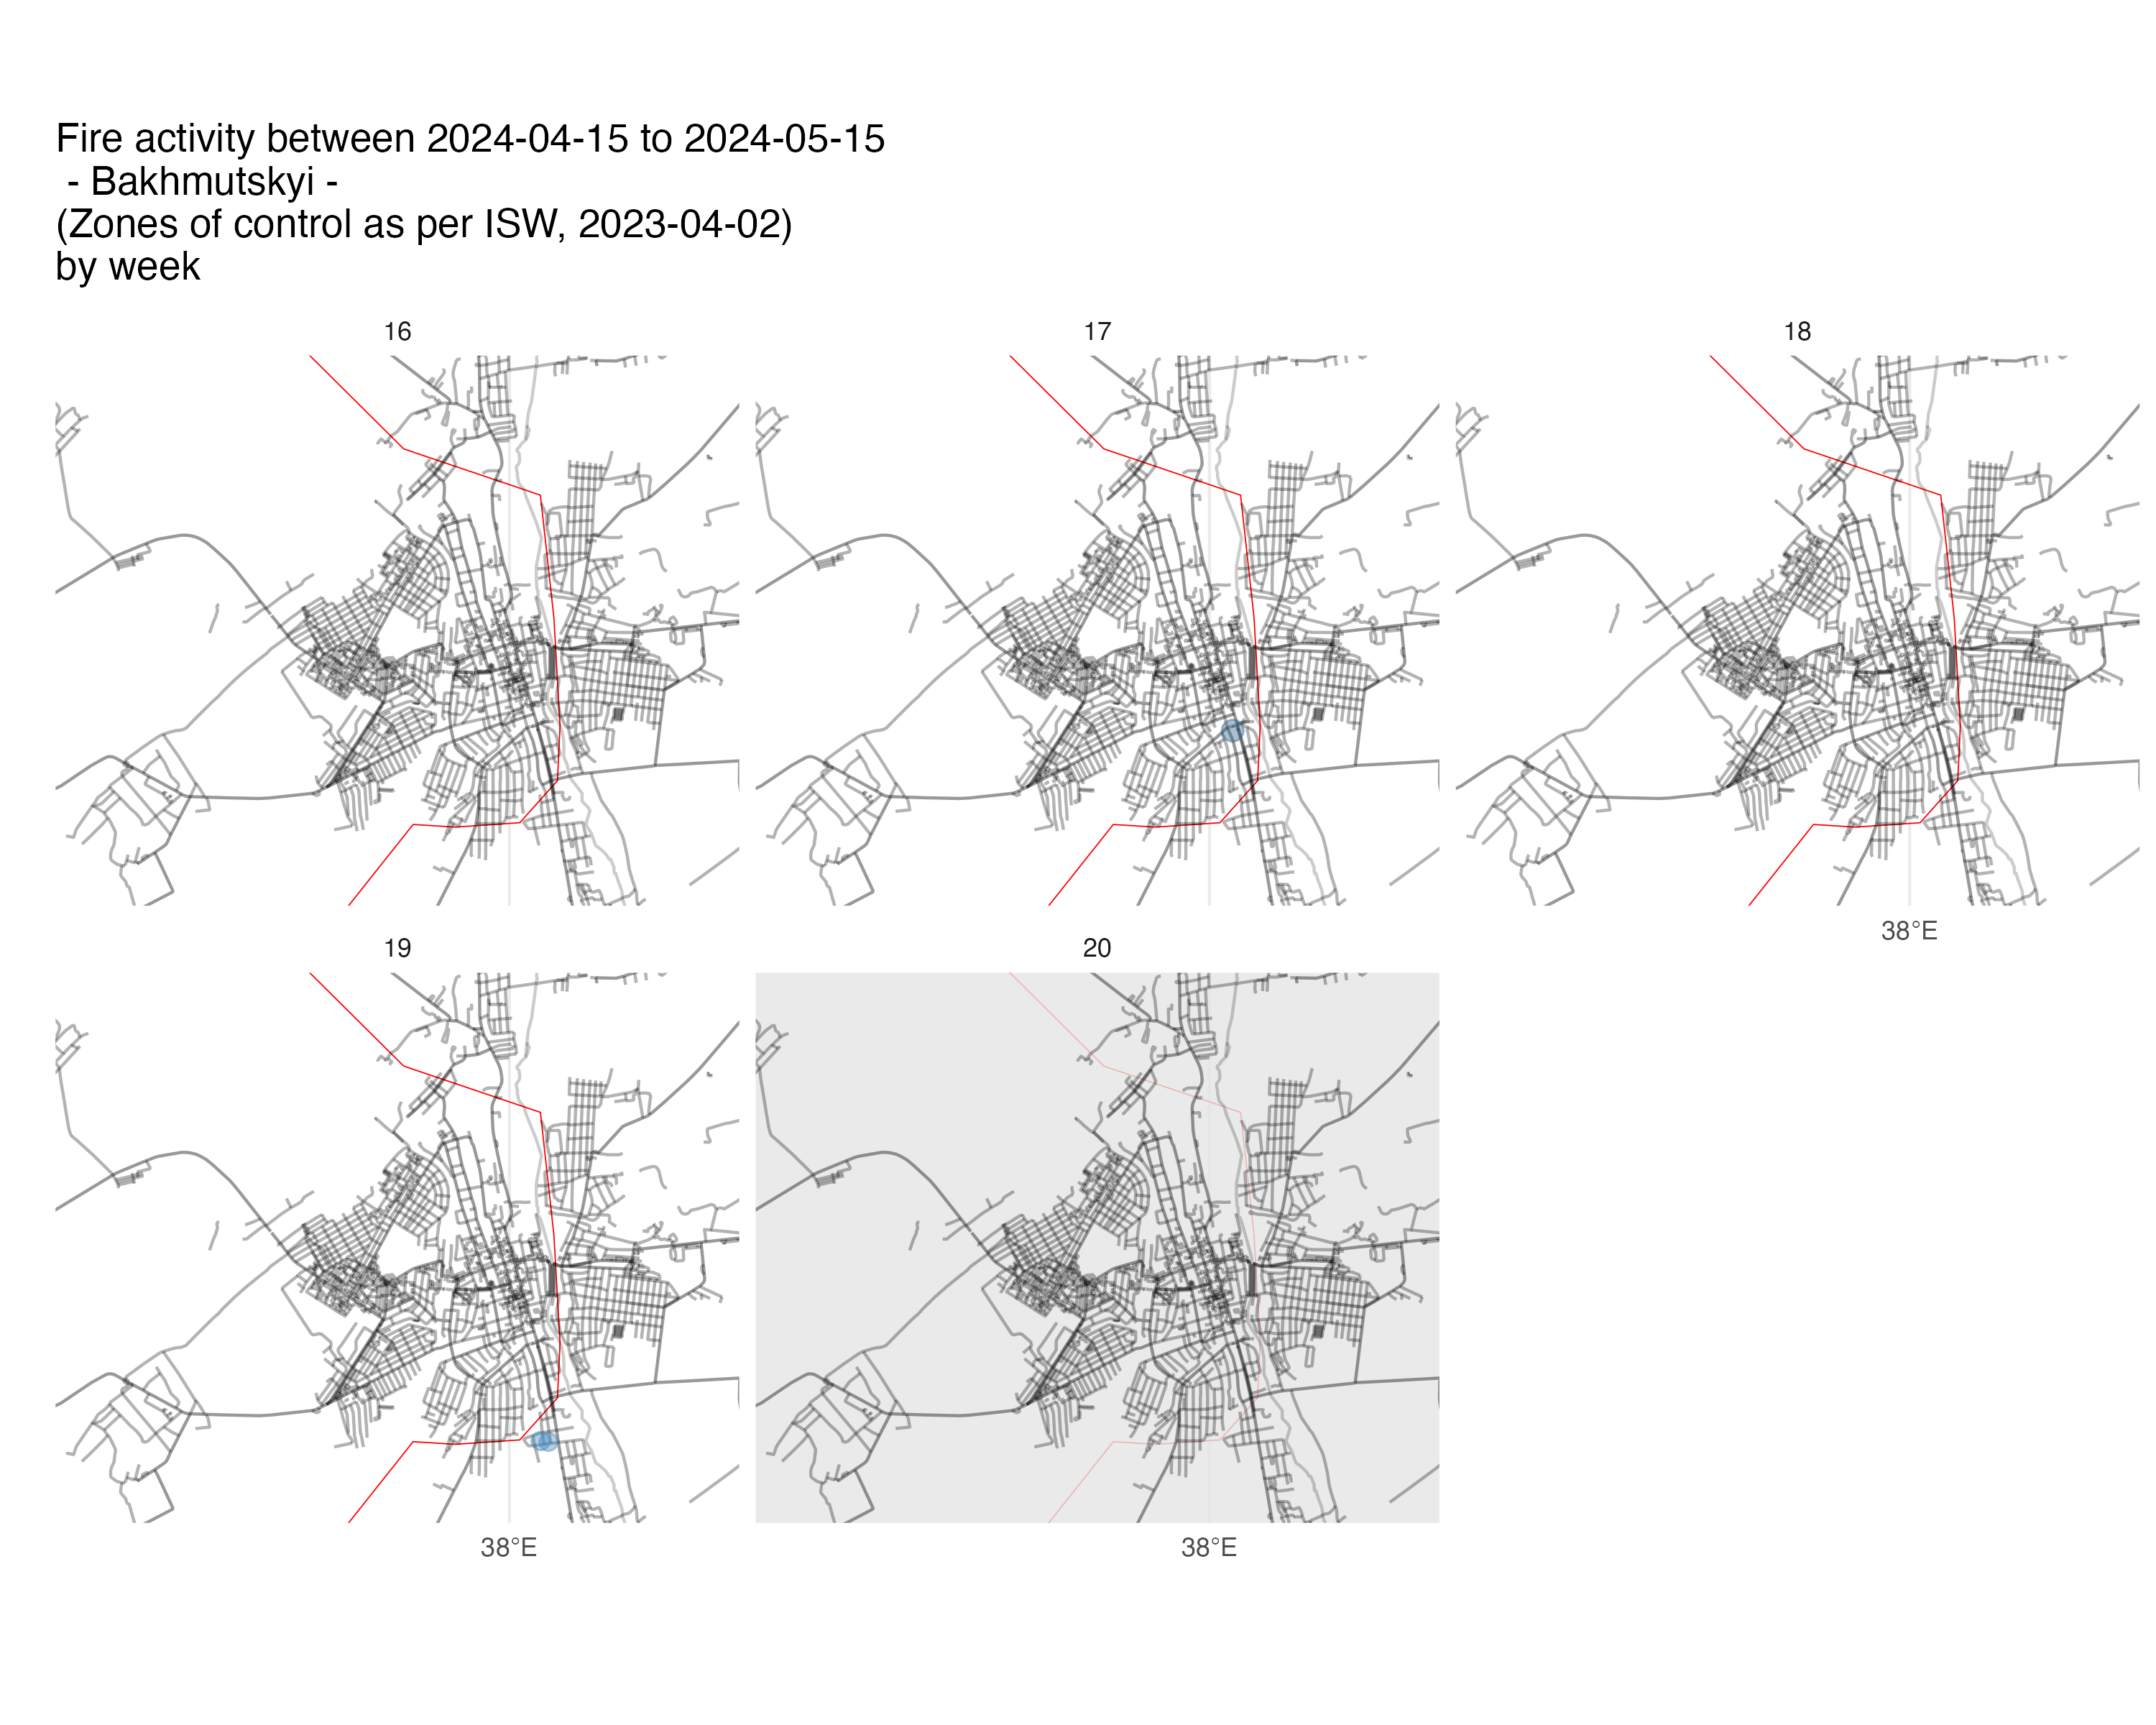 Fire activity between 2024-04-15 to 2024-05-15
- Bakhmutskyi -
(Zones of control as per ISW, 2023-04-02)
by week
16
17
18
38°E
19
20
38°E
38°E